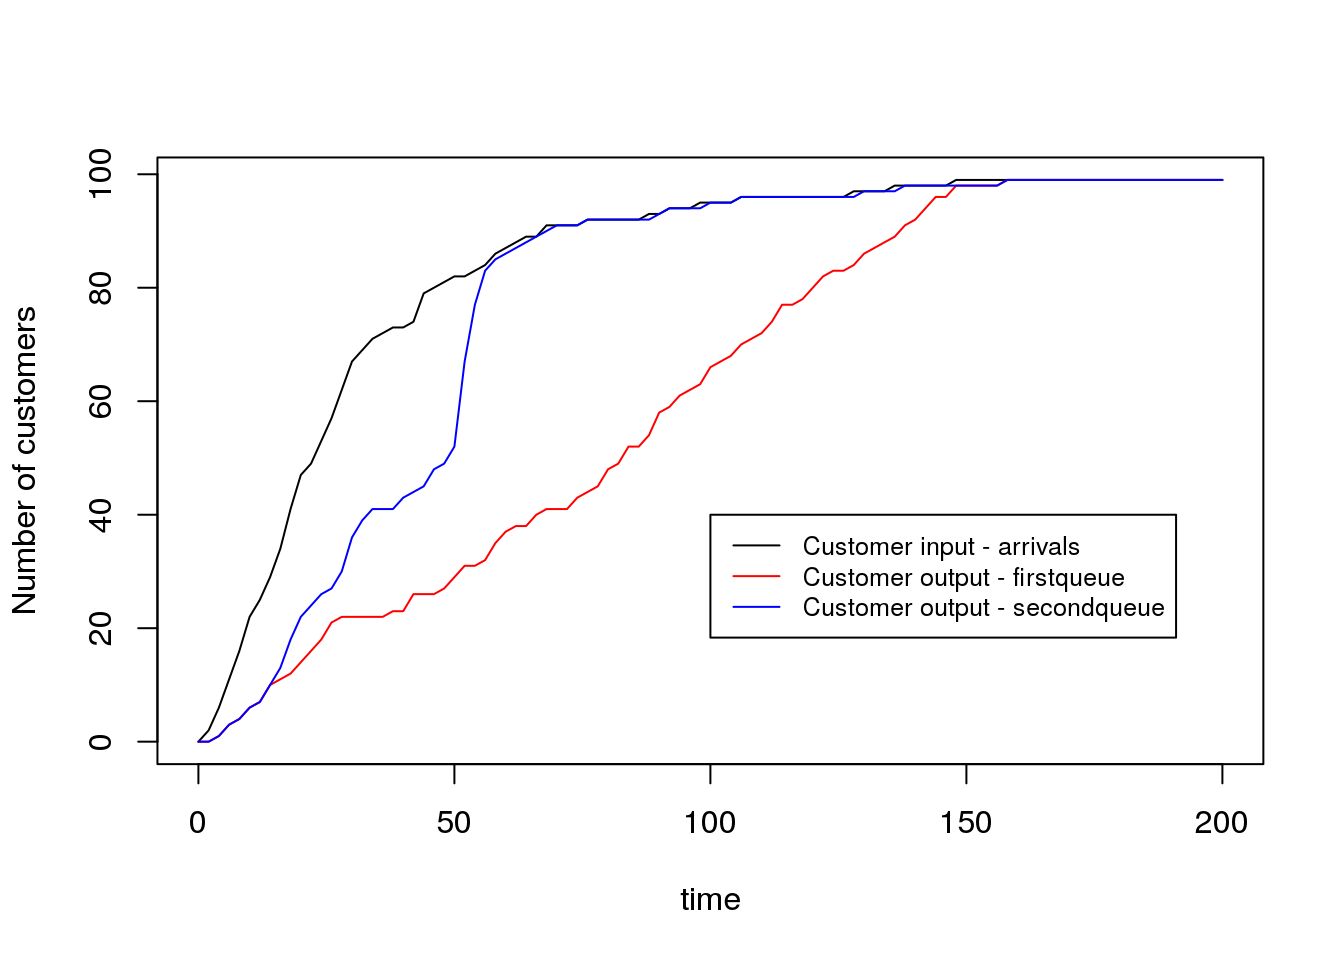 100
80
60
40
20
0
Number of customers
Customer input - arrivals
Customer output - firstqueue
Customer output - secondqueue
0 50 100 150 200
time